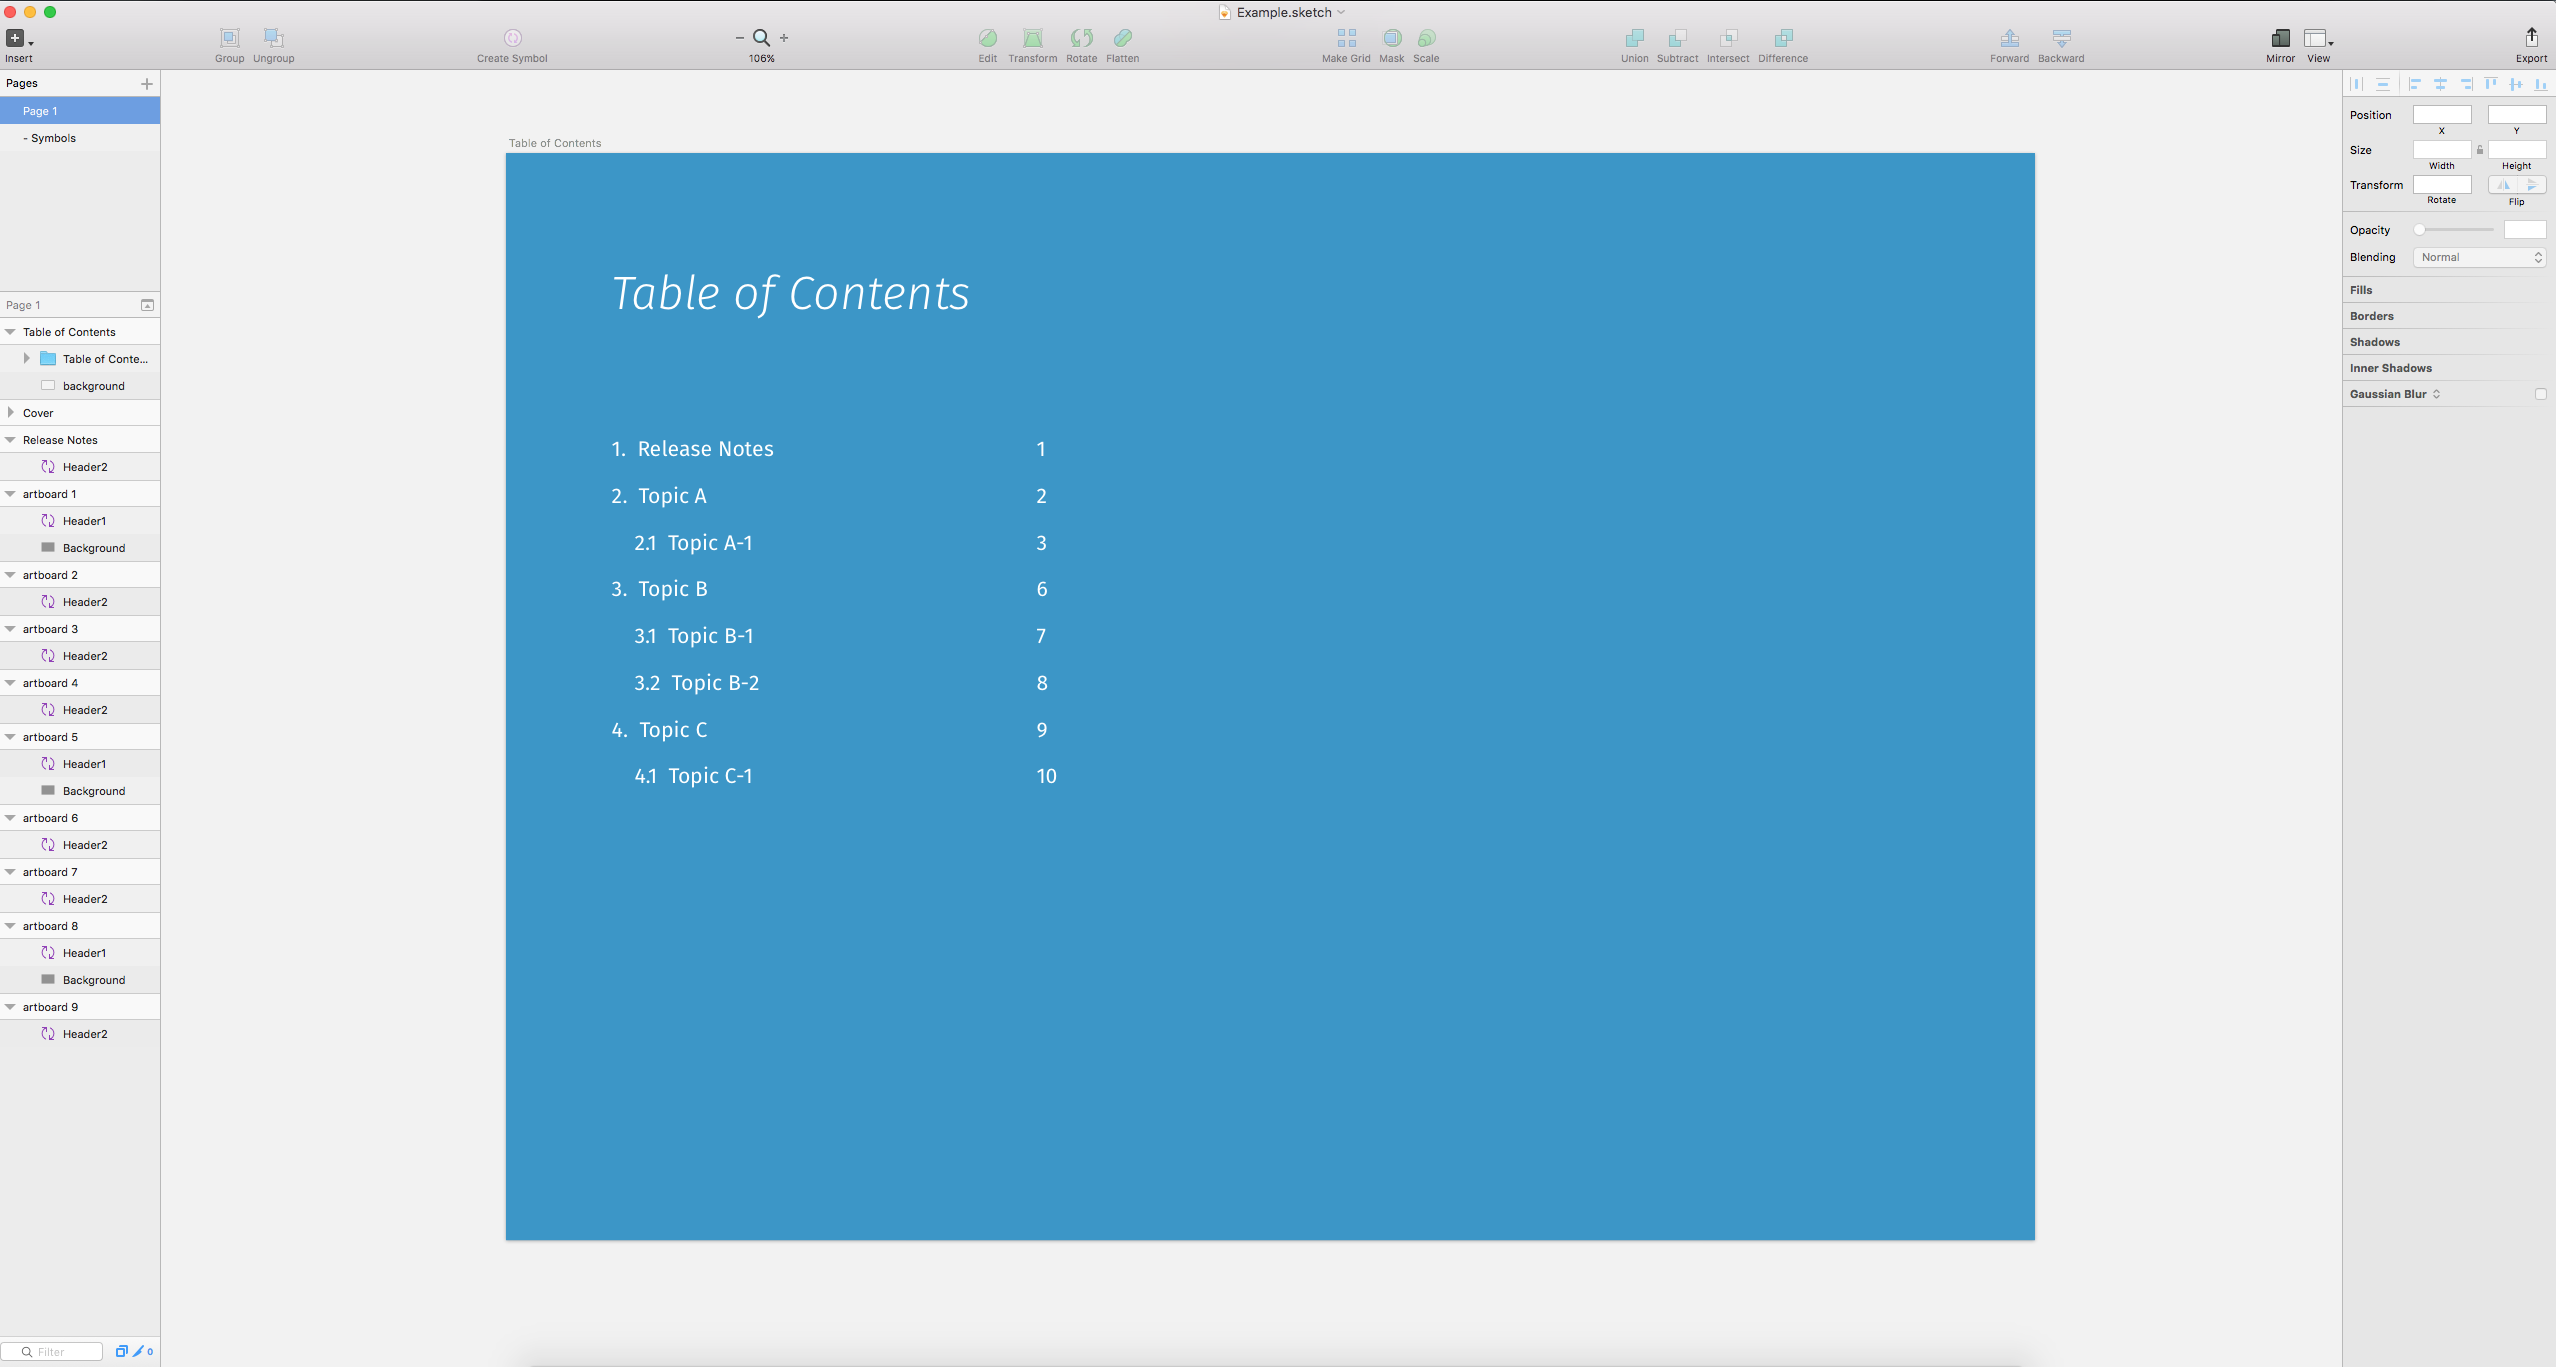 Example.sketch
Insert
Group
Ungroup
Create Symbol
106%
Edit
Transform
Rotate
Flatten
Make Grid
Mask
Scale
Union
Subtract
Intersect
Difference
Forward
Backward
Mirror
View
Export
Pages
Page 1
- Symbols
Page 1
Table of Contents
Table of Conte...
background
Cover
Release Notes
Header2
artboard 1
Header1
Background
artboard 2
Header2
artboard 3
Header2
artboard 4
Header2
artboard 5
Header1
Background
artboard 6
Header2
artboard 7
Header2
artboard 8
Header1
Background
artboard 9
Header2
Filter
0
Table of Contents
Table of Contents
1. Release Notes 1
2. Topic A 2
2.1 Topic A-1 3
3. Topic B 6
3.1 Topic B-1 7
3.2 Topic B-2 8
4. Topic C 9
4.1 Topic C-1 10
Position
X Y
Size
Width Height
Transform
Rotate Flip
Opacity
Blending Normal
Fills
Borders
Shadows
Inner Shadows
Gaussian Blur